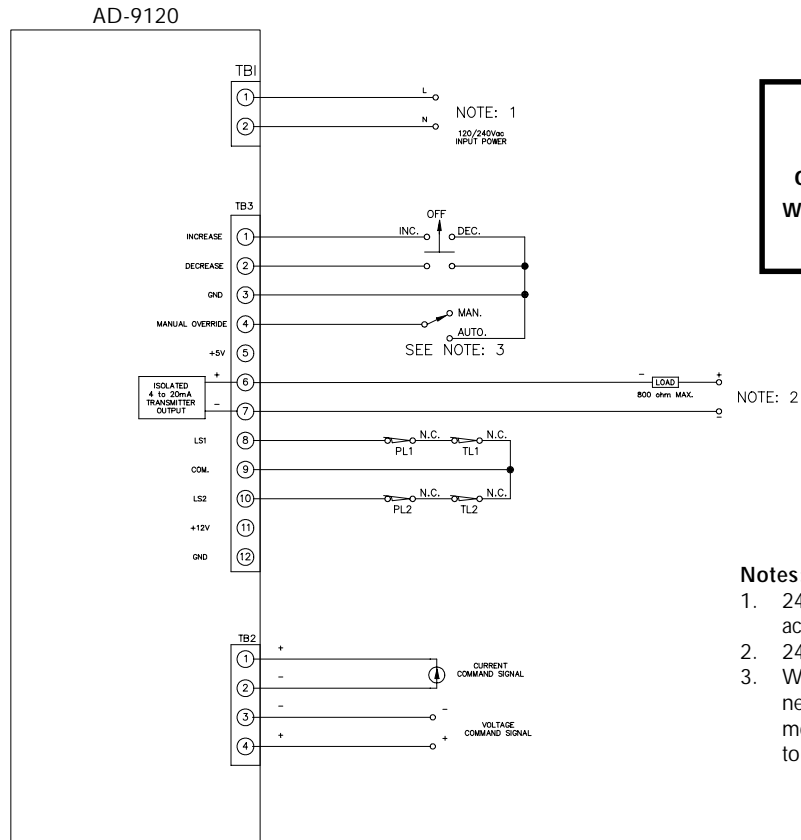 AD-9120
TB1
1
L
NOTE: 1
2
N
120/240Vac
INPUT POWER
TB3
OFF
INCREASE
1
INC.
DEC.
DECREASE
2
GND
3
MANUAL OVERRIDE
4
MAN.
AUTO.
+5V
5
SEE NOTE: 3
ISOLATED
4 to 20mA
TRANSMITTER
OUTPUT
+
6
-
LOAD
+
800 ohm MAX.
NOTE: 2
-
7
-
LS1
8
N.C.
N.C.
PL1
TL1
COM.
9
LS2
10
N.C.
N.C.
PL2
TL2
+12V
11
GND
12
TB2
1
+
CURRENT
COMMAND SIGNAL
2
-
3
-
-
VOLTAGE
COMMAND SIGNAL
4
+
+
Notes
1. 24
ac
2. 24
3. W
ne
to